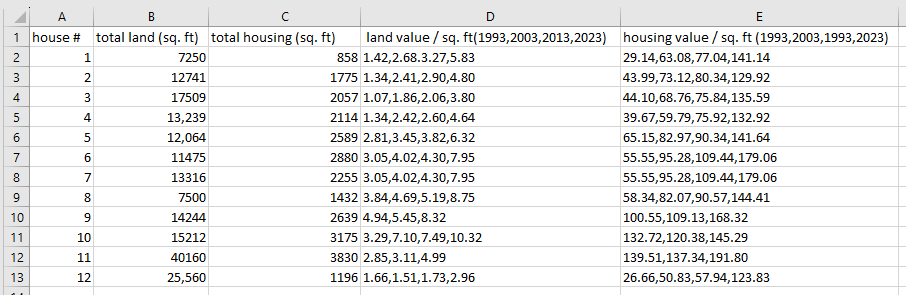 A B C D E
1 house # total land (sq. ft) total housing (sq. ft) land value / sq. ft(1993,2003,2013,2023) housing value / sq. ft (1993,2003,1993,2023)
2 1 7250 858 1.42,2.68.3.27,5.83 29.14,63.08,77.04,141.14
3 2 12741 1775 1.34,2.41,2.90,4.80 43.99,73.12,80.34,129.92
4 3 17509 2057 1.07,1.86,2.06,3.80 44.10,68.76,75.84,135.59
5 4 13,239 2114 1.34,2.42,2.60,4.64 39.67,59.79,75.92,132.92
6 5 12,064 2589 2.81,3.45,3.82,6.32 65.15,82.97,90.34,141.64
7 6 11475 2880 3.05,4.02,4.30,7.95 55.55,95.28,109.44,179.06
8 7 13316 2255 3.05,4.02,4.30,7.95 55.55,95.28,109.44,179.06
9 8 7500 1432 3.84,4.69,5.19,8.75 58.34,82.07,90.57,144.41
10 9 14244 2639 4.94,5.45,8.32 100.55,109.13,168.32
11 10 15212 3175 3.29,7.10,7.49,10.32 132.72,120.38,145.29
12 11 40160 3830 2.85,3.11,4.99 139.51,137.34,191.80
13 12 25,560 1196 1.66,1.51,1.73,2.96 26.66,50.83,57.94,123.83